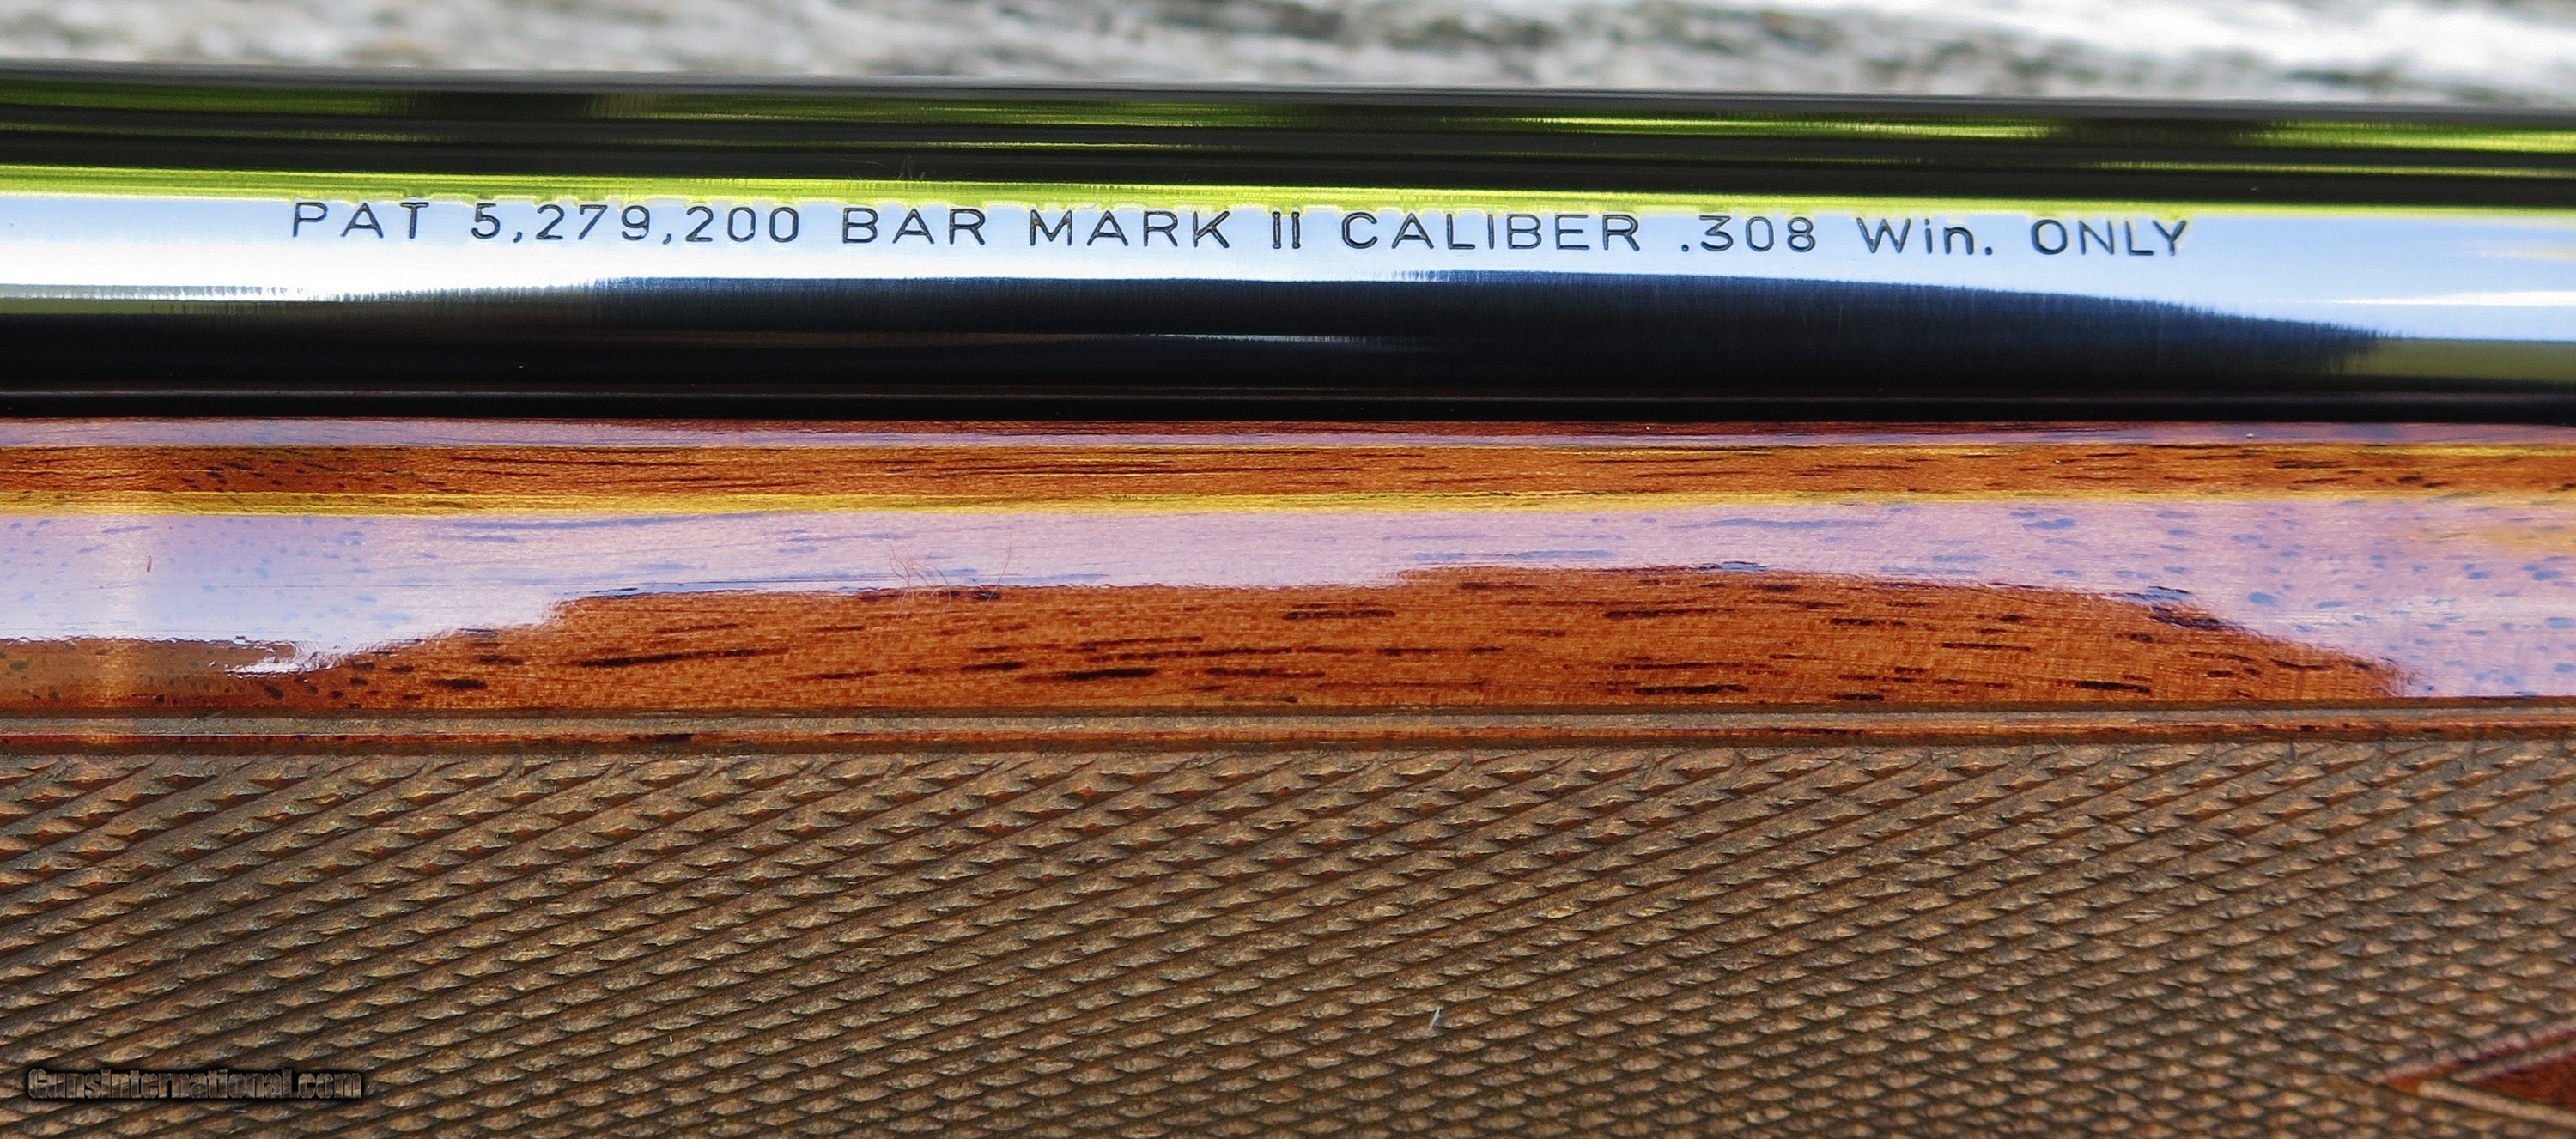 PAT 5,279,200 BAR MARK II CALIBER .308 Win. ONLY
GunsInternational.com